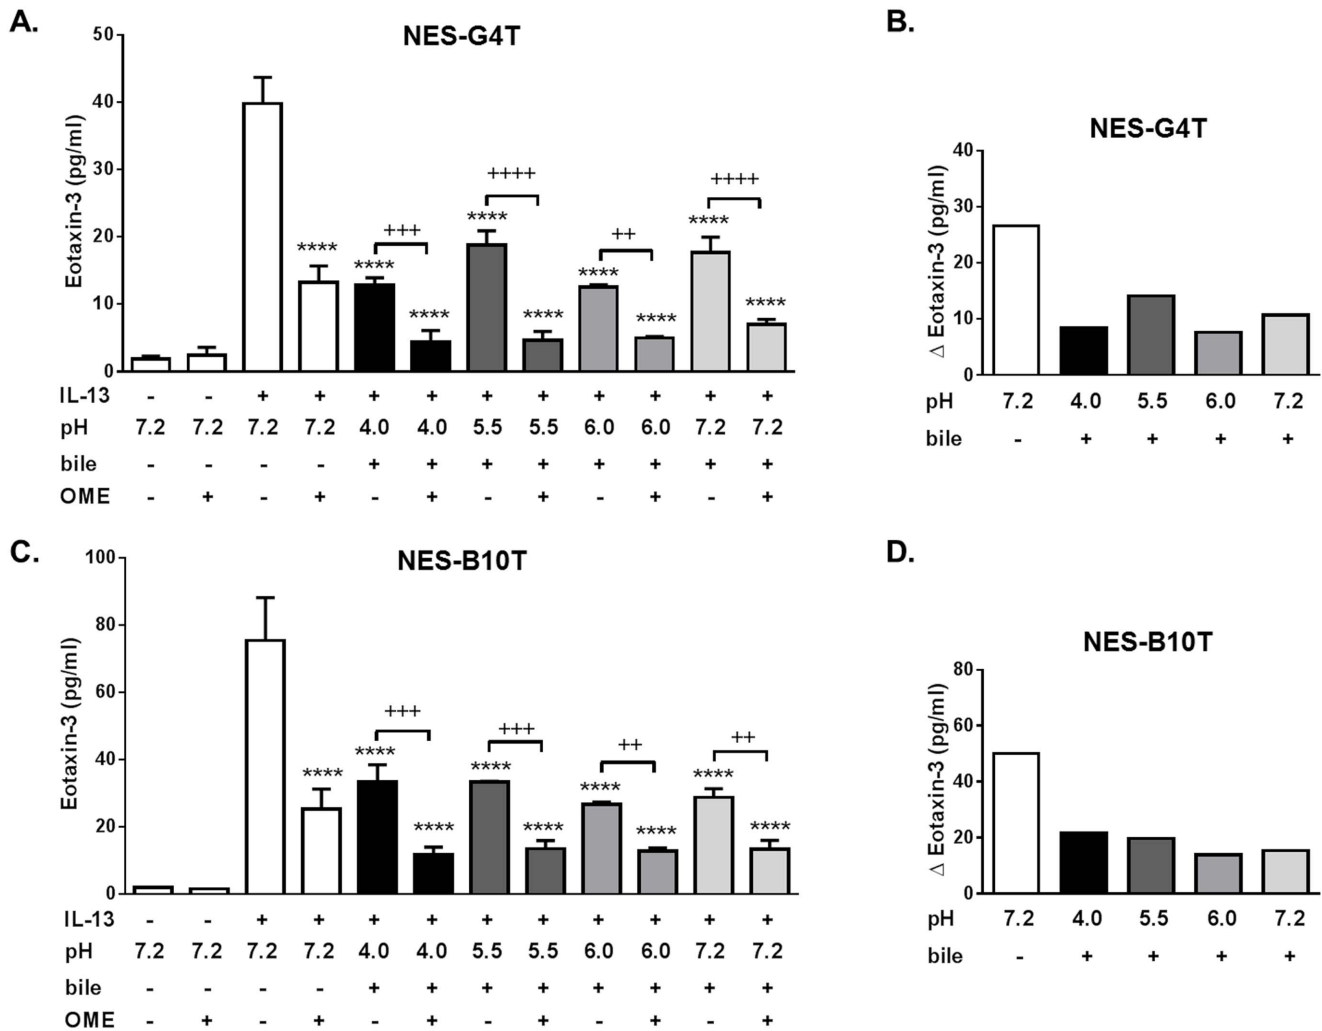 A.
NES-G4T
Eotaxin-3 (pg/ml)
50
40
30
20
10
0
**** **** +++ **** **** ++++ **** **** ++ **** **** ++++ ****
IL-13 - - + + + + + + + + + +
pH 7.2 7.2 7.2 7.2 4.0 4.0 5.5 5.5 6.0 6.0 7.2 7.2
bile - - - - + + + + + + + +
OME - + - + - + - + - + - +
B.
NES-G4T
Δ Eotaxin-3 (pg/ml)
40
30
20
10
0
pH 7.2 4.0 5.5 6.0 7.2
bile - + + + +
C.
NES-B10T
Eotaxin-3 (pg/ml)
100
80
60
40
20
0
**** **** +++ **** **** +++ **** **** ++ **** **** ++ ****
IL-13 - - + + + + + + + + + +
pH 7.2 7.2 7.2 7.2 4.0 4.0 5.5 5.5 6.0 6.0 7.2 7.2
bile - - - - + + + + + + + +
OME - + - + - + - + - + - +
D.
NES-B10T
Δ Eotaxin-3 (pg/ml)
80
60
40
20
0
pH 7.2 4.0 5.5 6.0 7.2
bile - + + + +